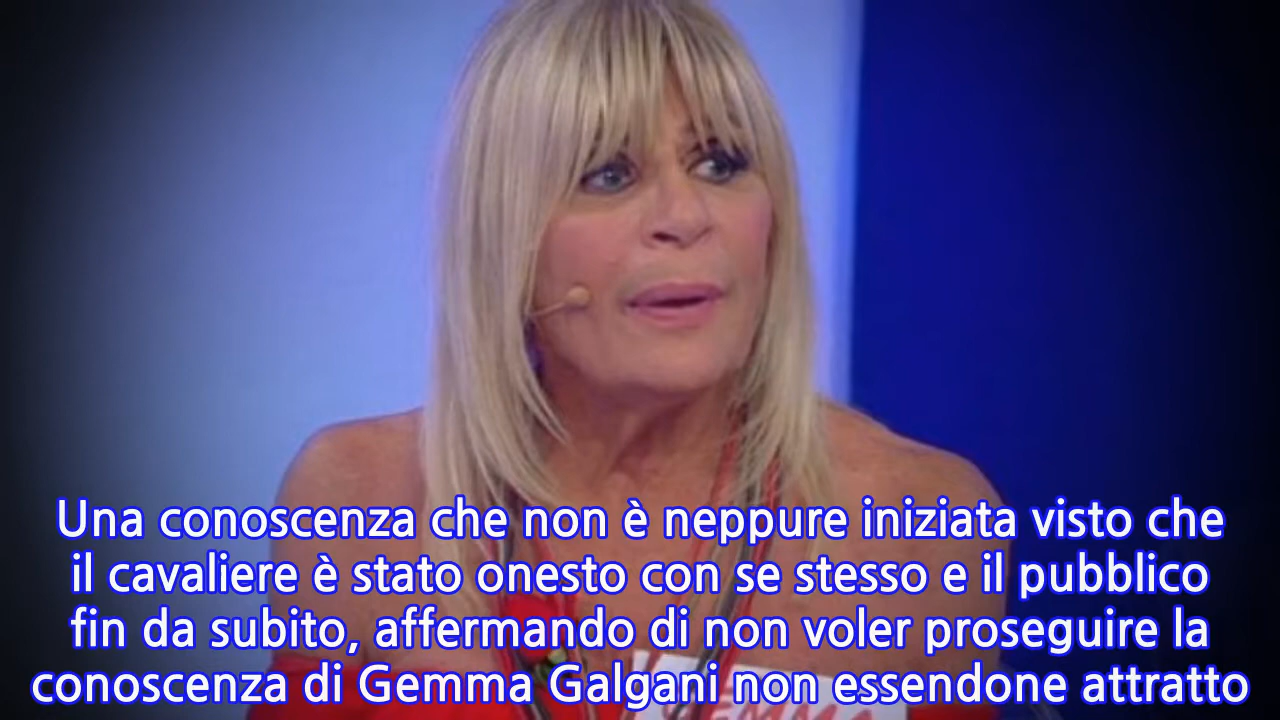 Una conoscenza che non è neppure iniziata visto che
il cavaliere è stato onesto con se stesso e il pubblico
fin da subito, affermando di non voler proseguire la
conoscenza di Gemma Galgani non essendone attratto